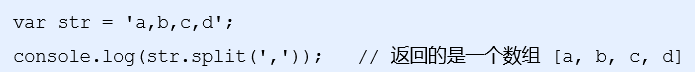 var str = 'a,b,c,d';
console.log(str.split(','));   // 返回的是一个数组 [a, b, c, d]